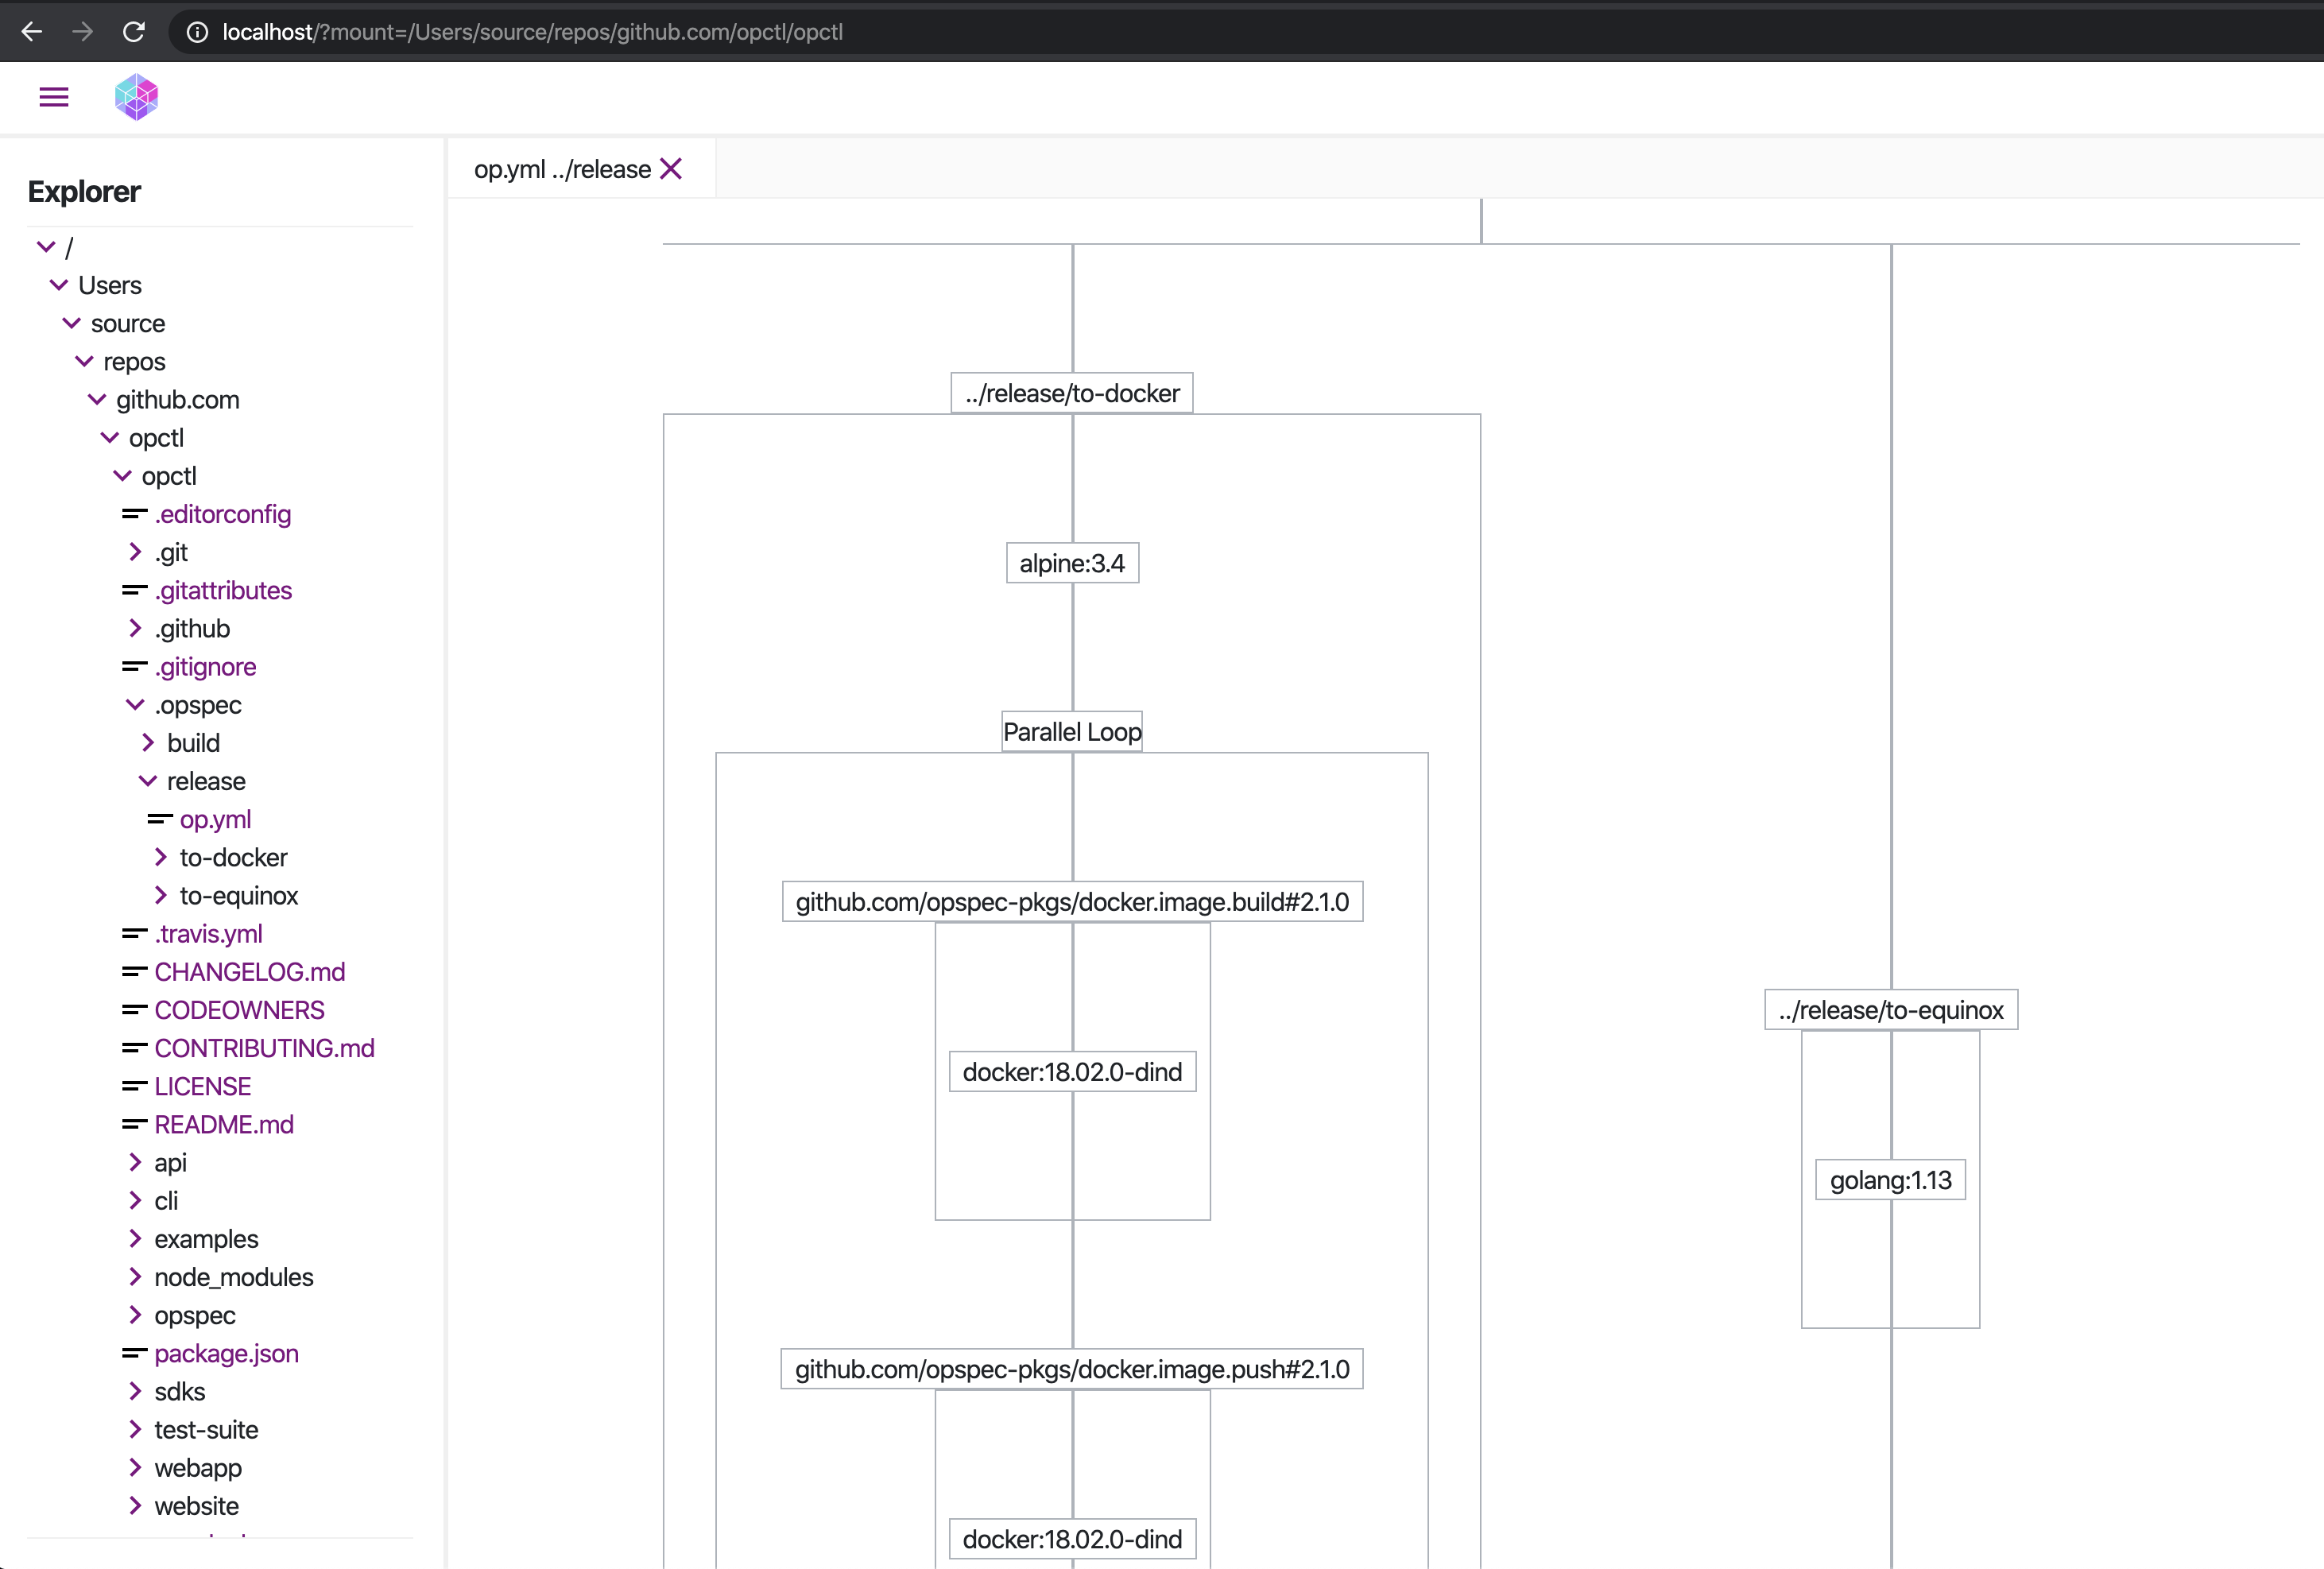 localhost/?mount=/Users/source/repos/github.com/opctl/opctl
Explorer
/
Users
source
repos
github.com
opctl
opctl
.editorconfig
.git
.gitattributes
.github
.gitignore
.opspec
build
release
op.yml
to-docker
to-equinox
.travis.yml
CHANGELOG.md
CODEOWNERS
CONTRIBUTING.md
LICENSE
README.md
api
cli
examples
node_modules
opspec
package.json
sdks
test-suite
webapp
website
op.yml ../release
../release/to-docker
alpine:3.4
Parallel Loop
github.com/opspec-pkgs/docker.image.build#2.1.0
docker:18.02.0-dind
github.com/opspec-pkgs/docker.image.push#2.1.0
docker:18.02.0-dind
../release/to-equinox
golang:1.13